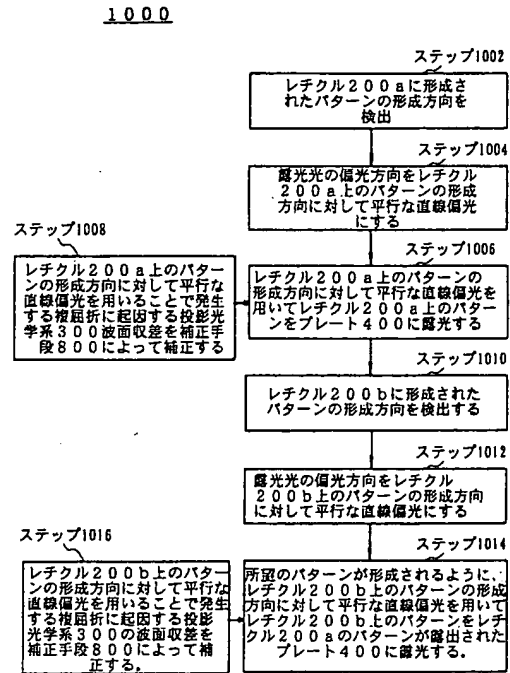 1000
ステップ1002
レチクル200aに形成さ
れたパターンの形成方向を
検出
ステップ1004
露光光の偏光方向をレチクル
200a上のパターンの形成
方向に対して平行な直線偏光
にする
ステップ1008
レチクル200a上のパター
ンの形成方向に対して平行な
直線偏光を用いることで発生
する複屈折に起因する投影光
学系300波面収差を補正手
段800によって補正する
ステップ1006
レチクル200a上のパターンの
形成方向に対して平行な直線偏光を
用いてレチクル200a上のパター
ンをプレート400に露光する
ステップ1010
レチクル200bに形成された
パターンの形成方向を検出する
ステップ1012
露光光の偏光方向をレチクル
200b上のパターンの形成方向
に対して平行な直線偏光にする
ステップ1016
レチクル200b上のパター
ンの形成方向に対して平行な
直線偏光を用いることで発生
する複屈折に起因する投影
光学系300の波面収差を
補正手段800によって補
正する。
ステップ1014
所望のパターンが形成されるように、
レチクル200b上のパターンの形成
方向に対して平行な直線偏光を用いて
レチクル200b上のパターンをレチ
クル200aのパターンが露出された
プレート400に露光する。